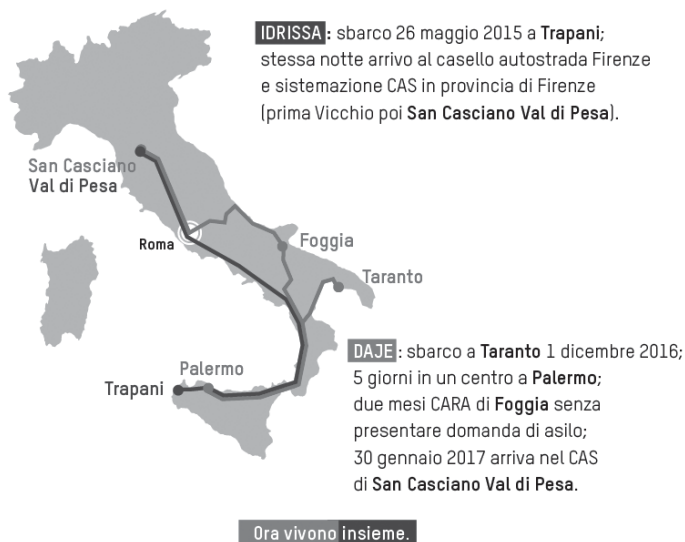 IDRISSA : sbarco 26 maggio 2015 a Trapani;
stessa notte arrivo al casello autostrada Firenze
e sistemazione CAS in provincia di Firenze
(prima Vicchio poi San Casciano Val di Pesa).
San Casciano
Val di Pesa
Roma
Foggia
Taranto
Palermo
Trapani
DAJE : sbarco a Taranto 1 dicembre 2016;
5 giorni in un centro a Palermo;
due mesi CARA di Foggia senza
presentare domanda di asilo;
30 gennaio 2017 arriva nel CAS
di San Casciano Val di Pesa.
Ora vivono insieme.